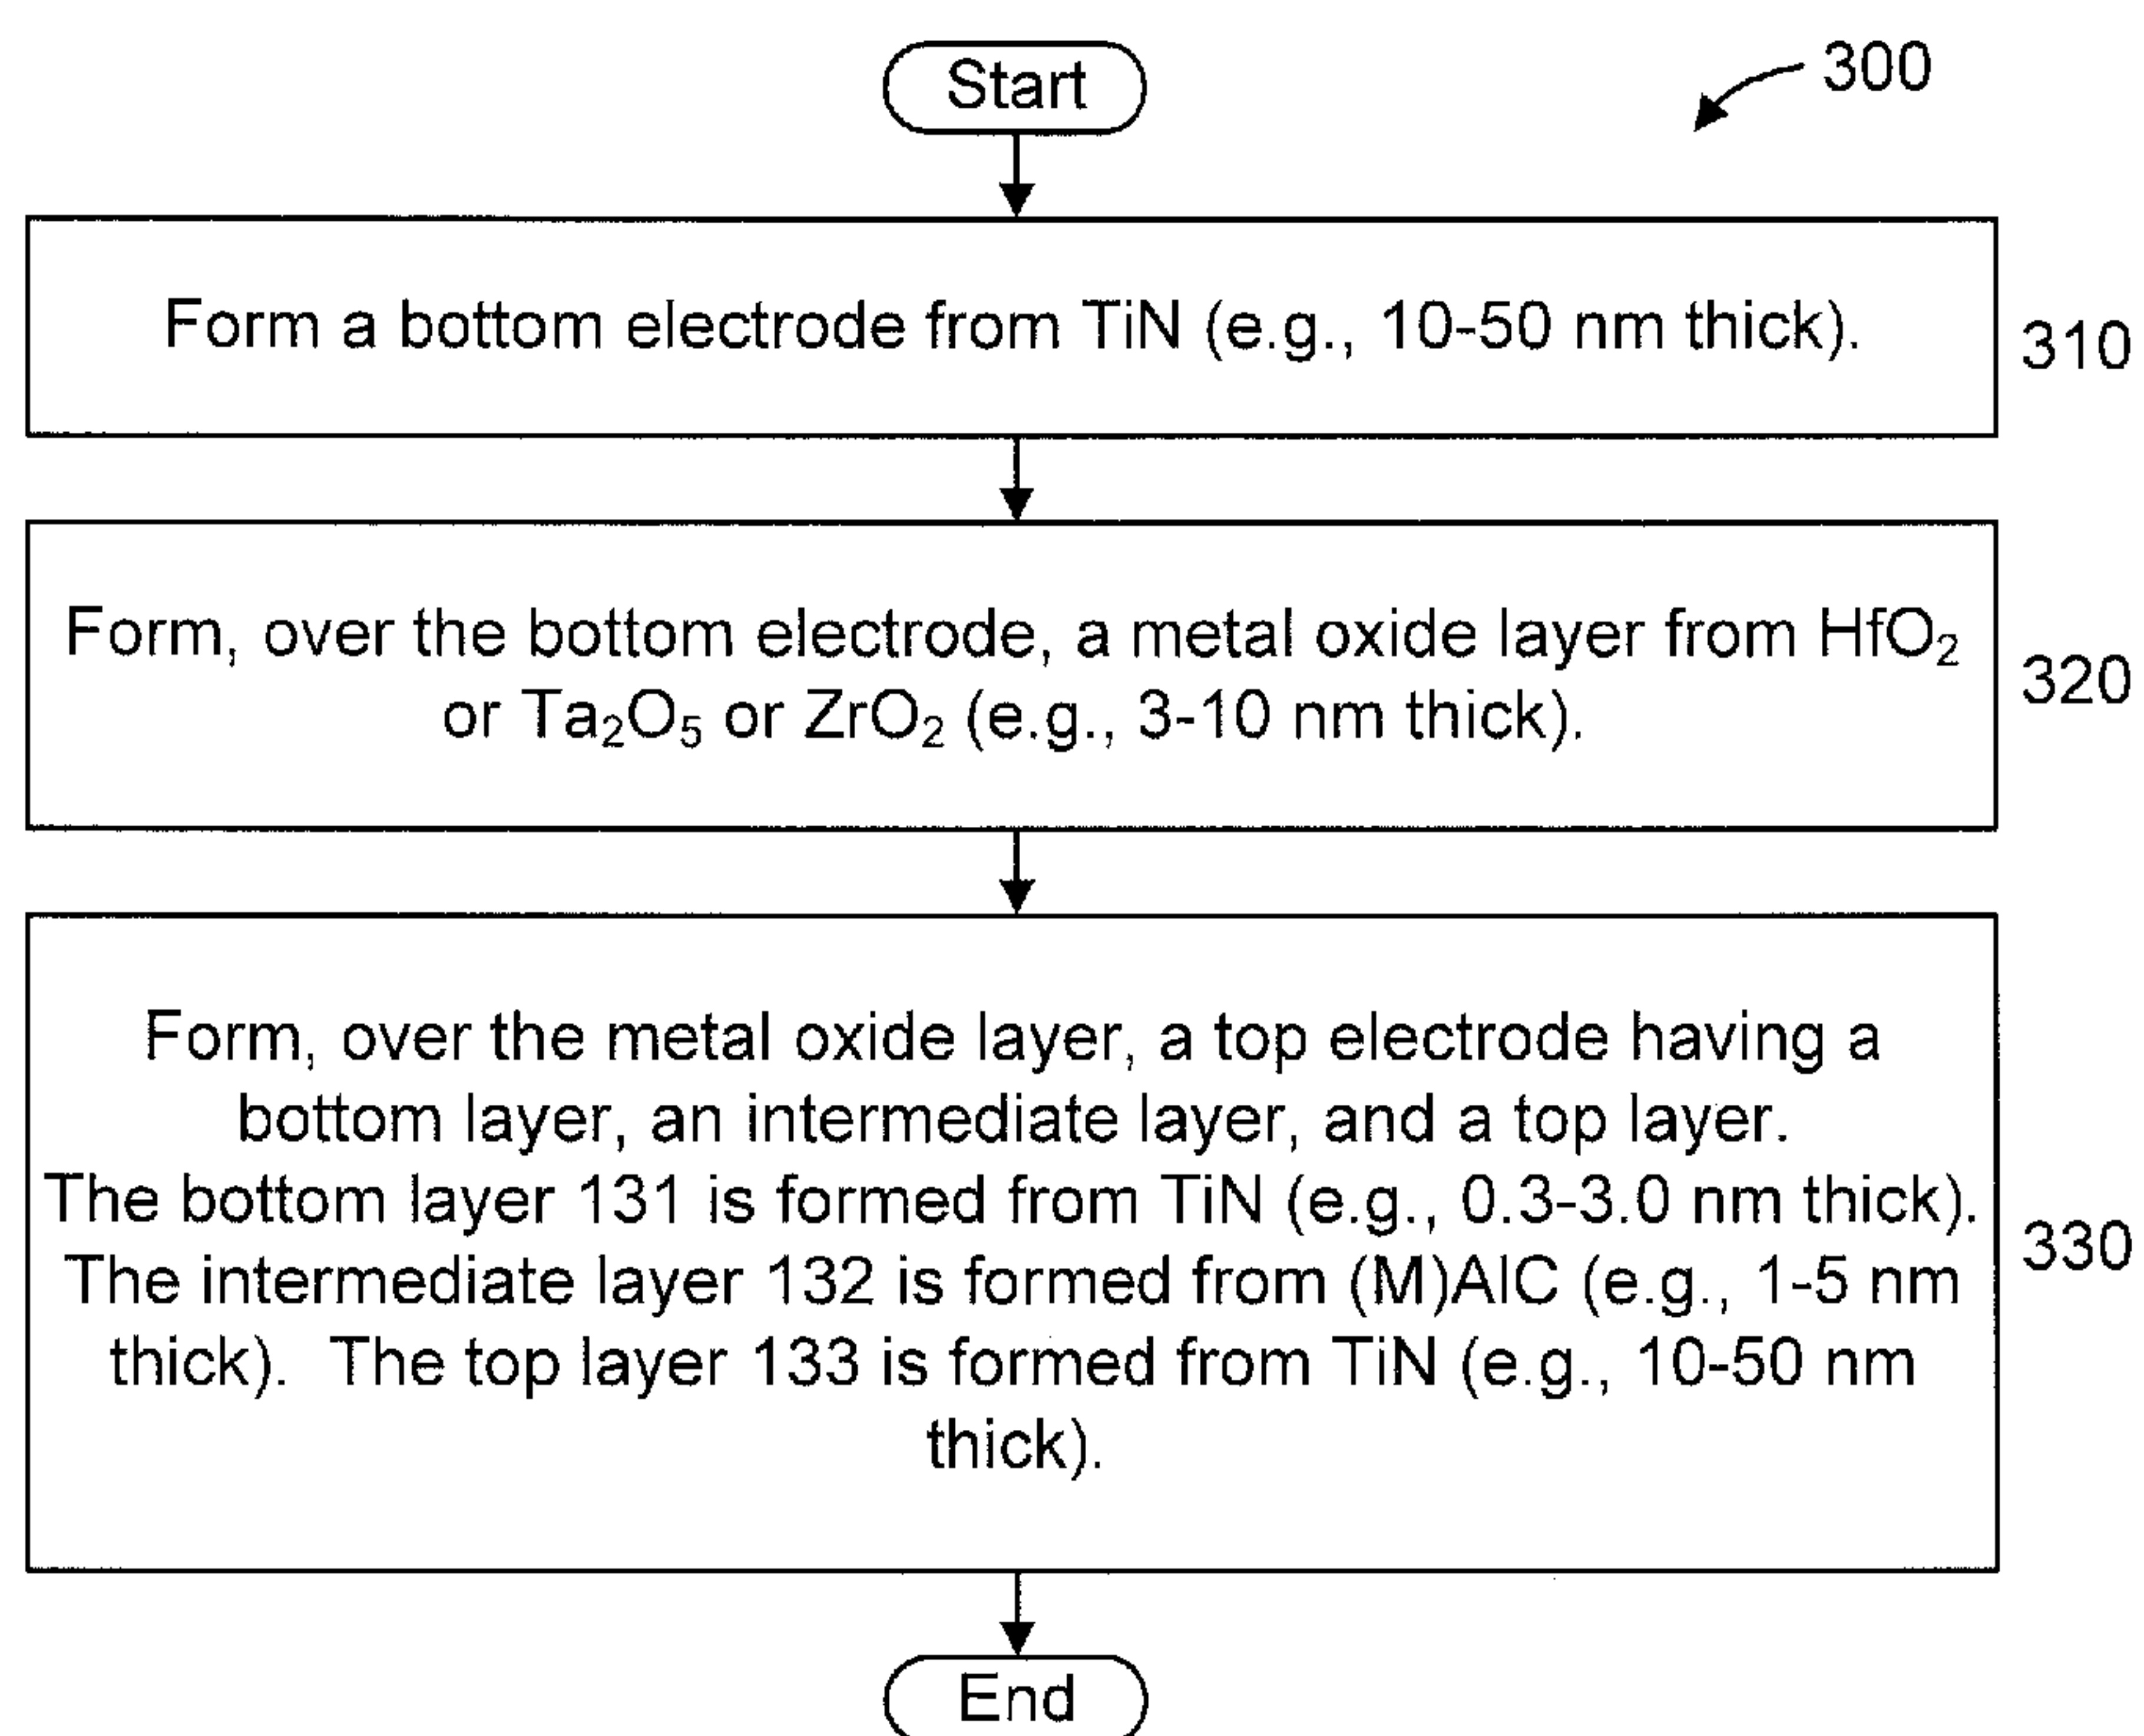 Start
300
Form a bottom electrode from TiN (e.g., 10-50 nm thick).
310
Form, over the bottom electrode, a metal oxide layer from HfO₂
or Ta₂O₅ or ZrO₂ (e.g., 3-10 nm thick).
320
Form, over the metal oxide layer, a top electrode having a
bottom layer, an intermediate layer, and a top layer.
The bottom layer 131 is formed from TiN (e.g., 0.3-3.0 nm thick).
The intermediate layer 132 is formed from (M)AlC (e.g., 1-5 nm
thick).  The top layer 133 is formed from TiN (e.g., 10-50 nm
thick).
330
End